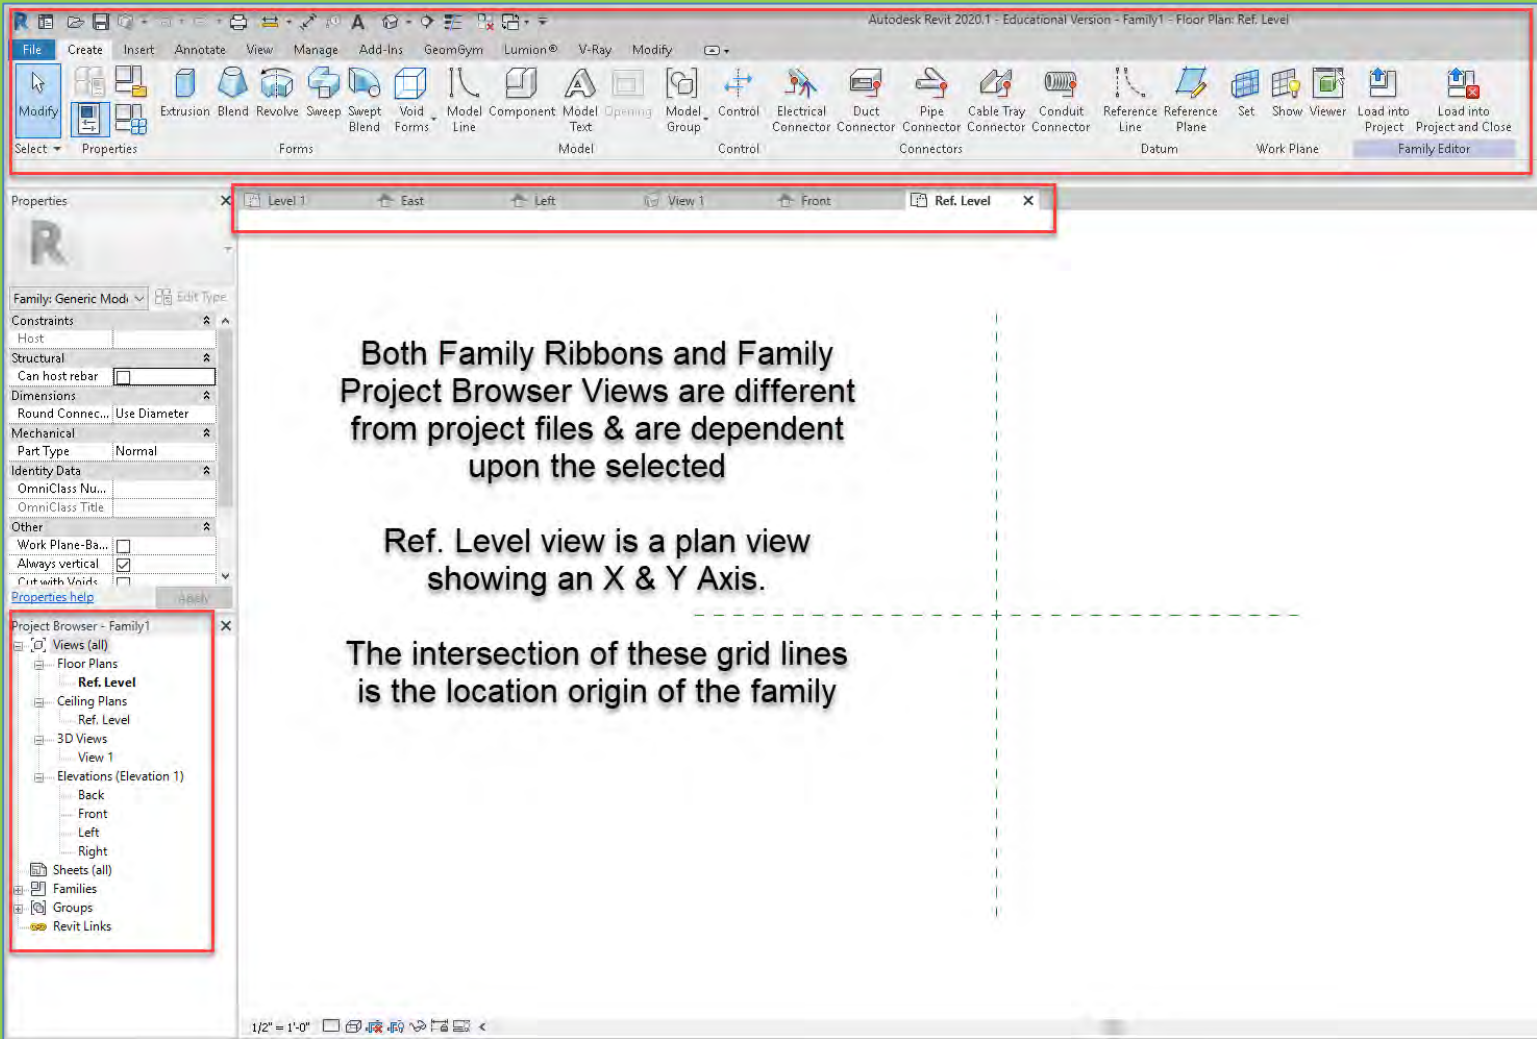 Autodesk Revit 2020.1 - Educational Version - Family1 - Floor Plan: Ref. Level
File Create Insert Annotate View Manage Add-Ins GeomGym Lumion® V-Ray Modify
Modify Extrusion Blend Revolve Sweep Swept Blend Void Forms Model Line Component Model Text Opening Model Group Control Electrical Connector Duct Connector Pipe Connector Cable Tray Connector Conduit Connector Reference Line Reference Plane Set Show Viewer Load into Project Load into Project and Close
Select Properties Forms Model Control Connectors Datum Work Plane Family Editor
Properties
Level 1 East Left View 1 Front Ref. Level
Family: Generic Mode Edit Type
Constraints
Host
Structural
Can host rebar
Dimensions
Round Connec... Use Diameter
Mechanical
Part Type Normal
Identity Data
OmniClass Nu...
OmniClass Title
Other
Work Plane-Ba...
Always vertical
Cut with Voids
Properties help Apply
Project Browser - Family1
Views (all)
Floor Plans
Ref. Level
Ceiling Plans
Ref. Level
3D Views
View 1
Elevations (Elevation 1)
Back
Front
Left
Right
Sheets (all)
Families
Groups
Revit Links
Both Family Ribbons and Family
Project Browser Views are different
from project files & are dependent
upon the selected
Ref. Level view is a plan view
showing an X & Y Axis.
The intersection of these grid lines
is the location origin of the family
1/2" = 1'-0"